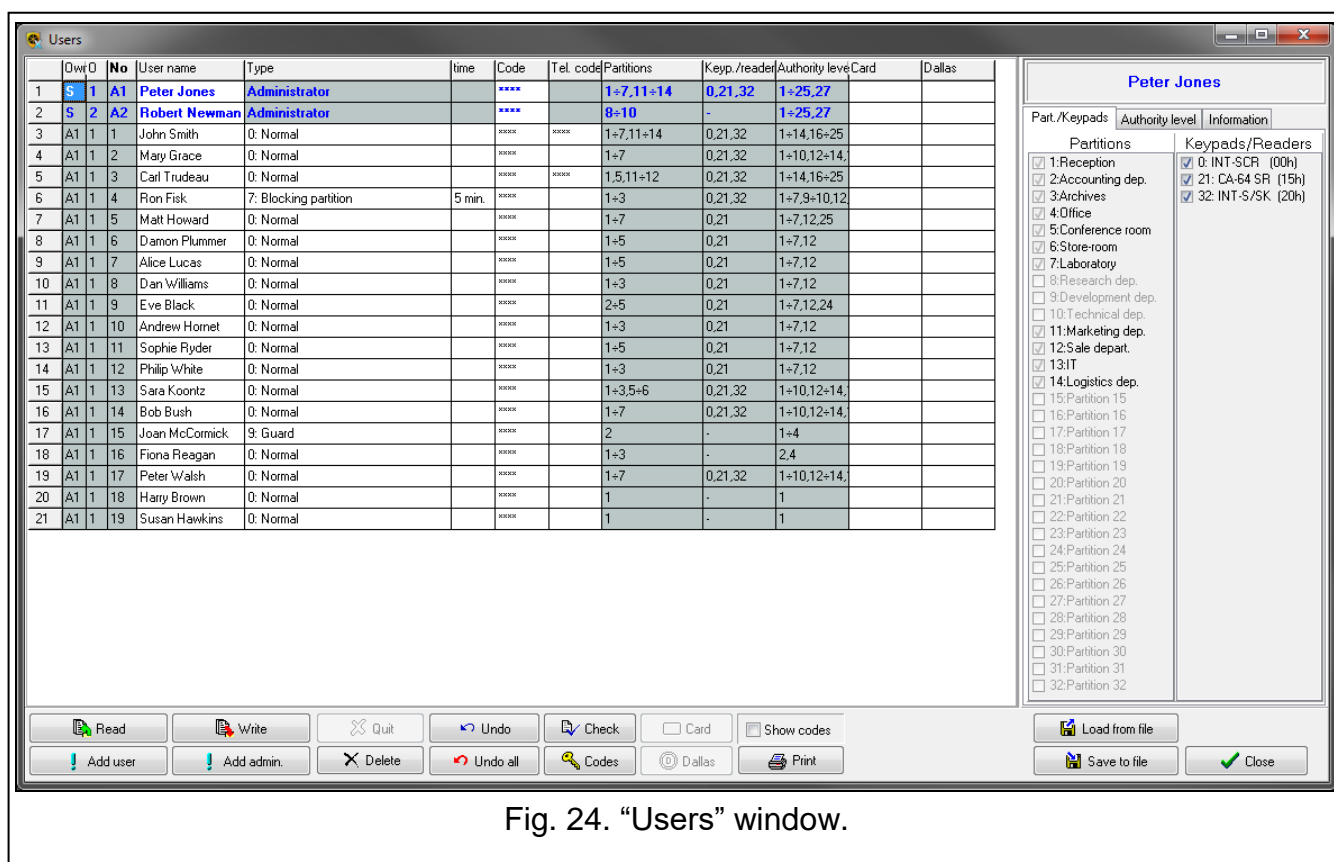 Users
Owr O No User name Type time Code Tel. code Partitions Keyp./reader Authority leve Card Dallas
1 S 1 A1 Peter Jones Administrator **** 1÷7,11÷14 0,21,32 1÷25,27
2 S 2 A2 Robert Newman Administrator **** 8÷10 - 1÷25,27
3 A1 1 1 John Smith 0: Normal **** **** 1÷7,11÷14 0,21,32 1÷14,16÷25
4 A1 1 2 Mary Grace 0: Normal **** 1÷7 0,21,32 1÷10,12÷14,
5 A1 1 3 Carl Trudeau 0: Normal **** **** 1,5,11÷12 0,21,32 1÷14,16÷25
6 A1 1 4 Ron Fisk 7: Blocking partition 5 min. **** 1÷3 0,21,32 1÷7,9÷10,12
7 A1 1 5 Matt Howard 0: Normal **** 1÷7 0,21 1÷7,12,25
8 A1 1 6 Damon Plummer 0: Normal **** 1÷5 0,21 1÷7,12
9 A1 1 7 Alice Lucas 0: Normal **** 1÷5 0,21 1÷7,12
10 A1 1 8 Dan Williams 0: Normal **** 1÷3 0,21 1÷7,12
11 A1 1 9 Eve Black 0: Normal **** 2÷5 0,21 1÷7,12,24
12 A1 1 10 Andrew Hornet 0: Normal **** 1÷3 0,21 1÷7,12
13 A1 1 11 Sophie Ryder 0: Normal **** 1÷5 0,21 1÷7,12
14 A1 1 12 Philip White 0: Normal **** 1÷3 0,21 1÷7,12
15 A1 1 13 Sara Koontz 0: Normal **** 1÷3,5÷6 0,21,32 1÷10,12÷14,
16 A1 1 14 Bob Bush 0: Normal **** 1÷7 0,21,32 1÷10,12÷14,
17 A1 1 15 Joan McCormick 9: Guard **** 2 - 1÷4
18 A1 1 16 Fiona Reagan 0: Normal **** 1÷3 - 2,4
19 A1 1 17 Peter Walsh 0: Normal **** 1÷7 0,21,32 1÷10,12÷14,
20 A1 1 18 Harry Brown 0: Normal **** 1 - 1
21 A1 1 19 Susan Hawkins 0: Normal **** 1 - 1
Peter Jones
Part./Keypads Authority level Information
Partitions Keypads/Readers
1:Reception 0: INT-SCR (00h)
2:Accounting dep. 21: CA-64 SR (15h)
3:Archives 32: INT-S/SK (20h)
4:Office
5:Conference room
6:Store-room
7:Laboratory
8:Research dep.
9:Development dep.
10:Technical dep.
11:Marketing dep.
12:Sale depart.
13:IT
14:Logistics dep.
15:Partition 15
16:Partition 16
17:Partition 17
18:Partition 18
19:Partition 19
20:Partition 20
21:Partition 21
22:Partition 22
23:Partition 23
24:Partition 24
25:Partition 25
26:Partition 26
27:Partition 27
28:Partition 28
29:Partition 29
30:Partition 30
31:Partition 31
32:Partition 32
Read Write Quit Undo Check Card Show codes Load from file
Add user Add admin. Delete Undo all Codes Dallas Print Save to file Close
Fig. 24. “Users” window.